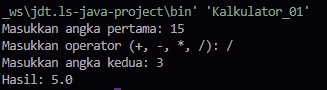 _ws\jdt.ls-java-project\bin' 'Kalkulator_01'
Masukkan angka pertama: 15
Masukkan operator (+, -, *, /): /
Masukkan angka kedua: 3
Hasil: 5.0